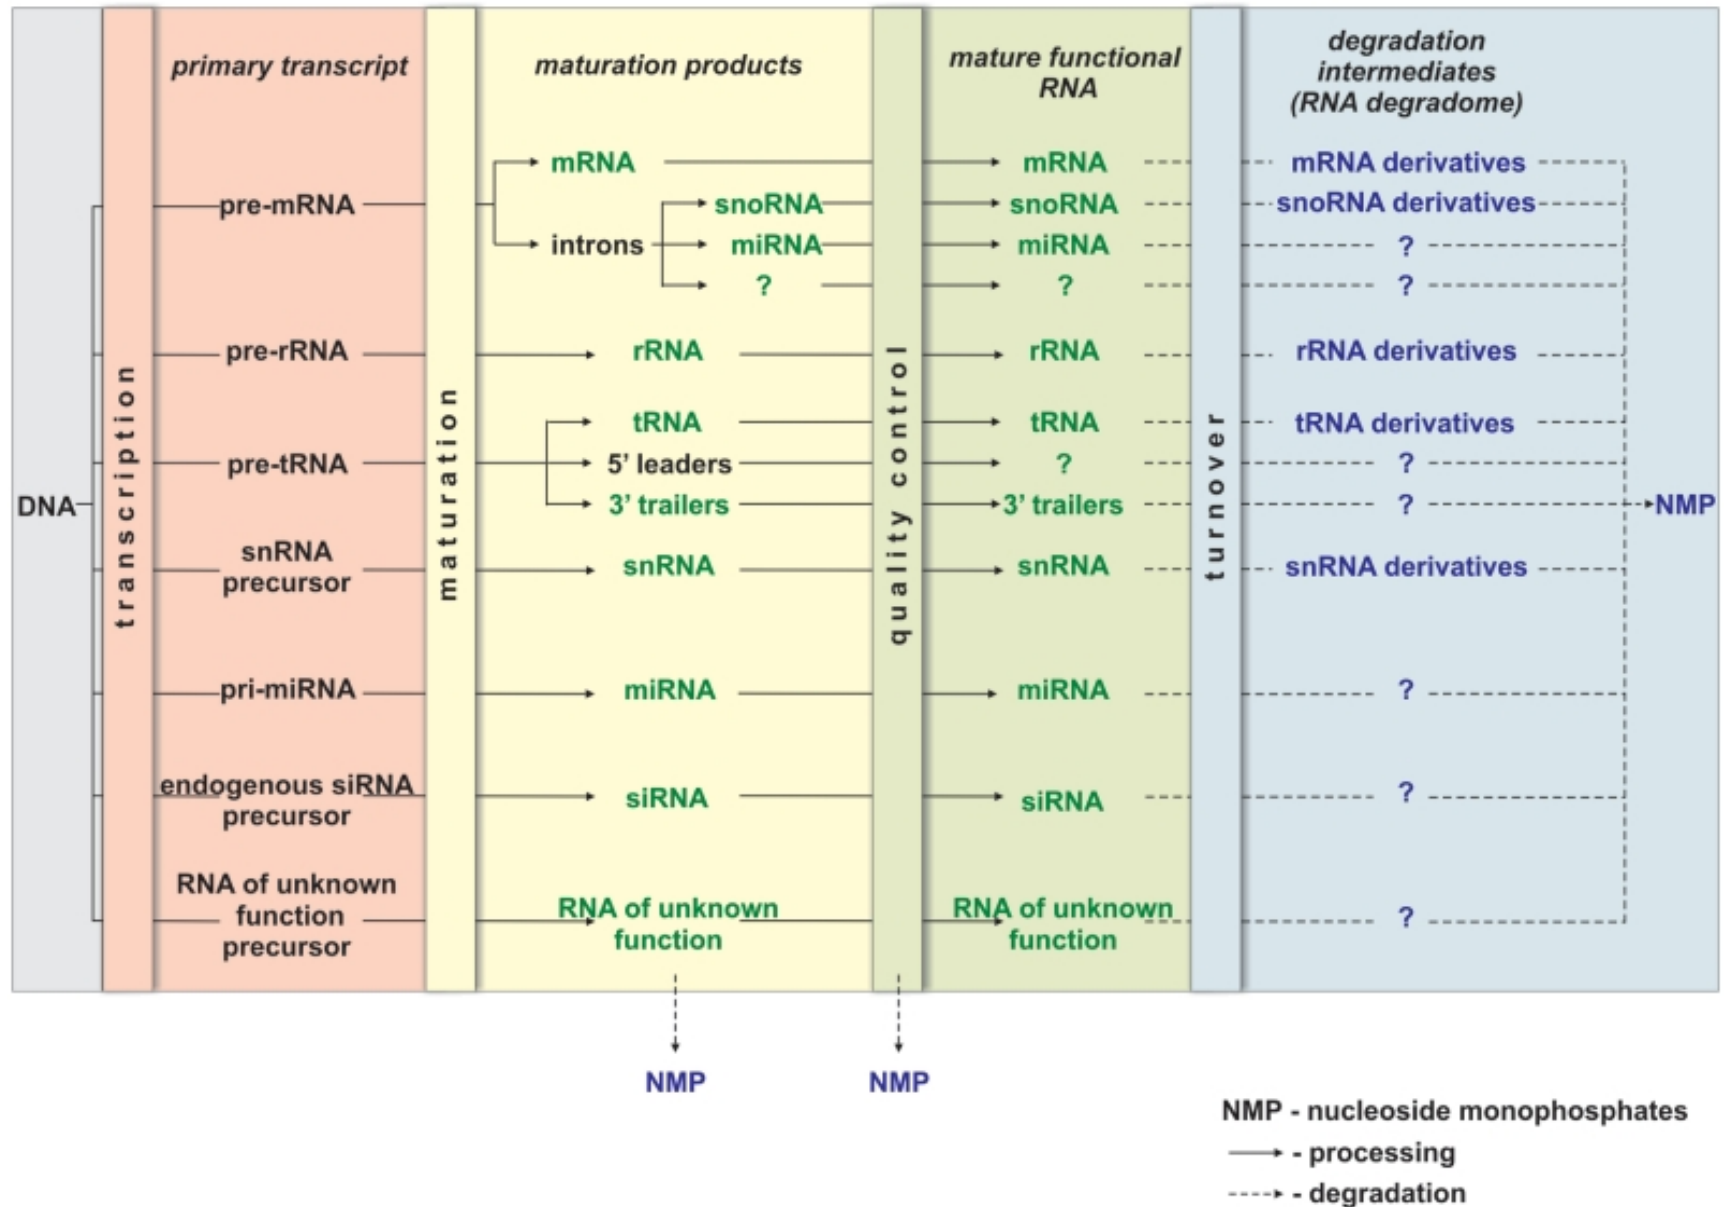 primary transcript
maturation products
mature functional
RNA
degradation
intermediates
(RNA degradome)
DNA
transcription
pre-mRNA
pre-rRNA
pre-tRNA
snRNA
precursor
pri-miRNA
endogenous siRNA
precursor
RNA of unknown
function
precursor
maturation
mRNA
introns
snoRNA
miRNA
?
rRNA
tRNA
5’ leaders
3’ trailers
snRNA
miRNA
siRNA
RNA of unknown
function
quality control
mRNA
snoRNA
miRNA
?
rRNA
tRNA
?
3’ trailers
snRNA
miRNA
siRNA
RNA of unknown
function
turnover
mRNA derivatives
snoRNA derivatives
?
?
rRNA derivatives
tRNA derivatives
?
?
snRNA derivatives
?
?
?
NMP
NMP
NMP
NMP - nucleoside monophosphates
- processing
- degradation